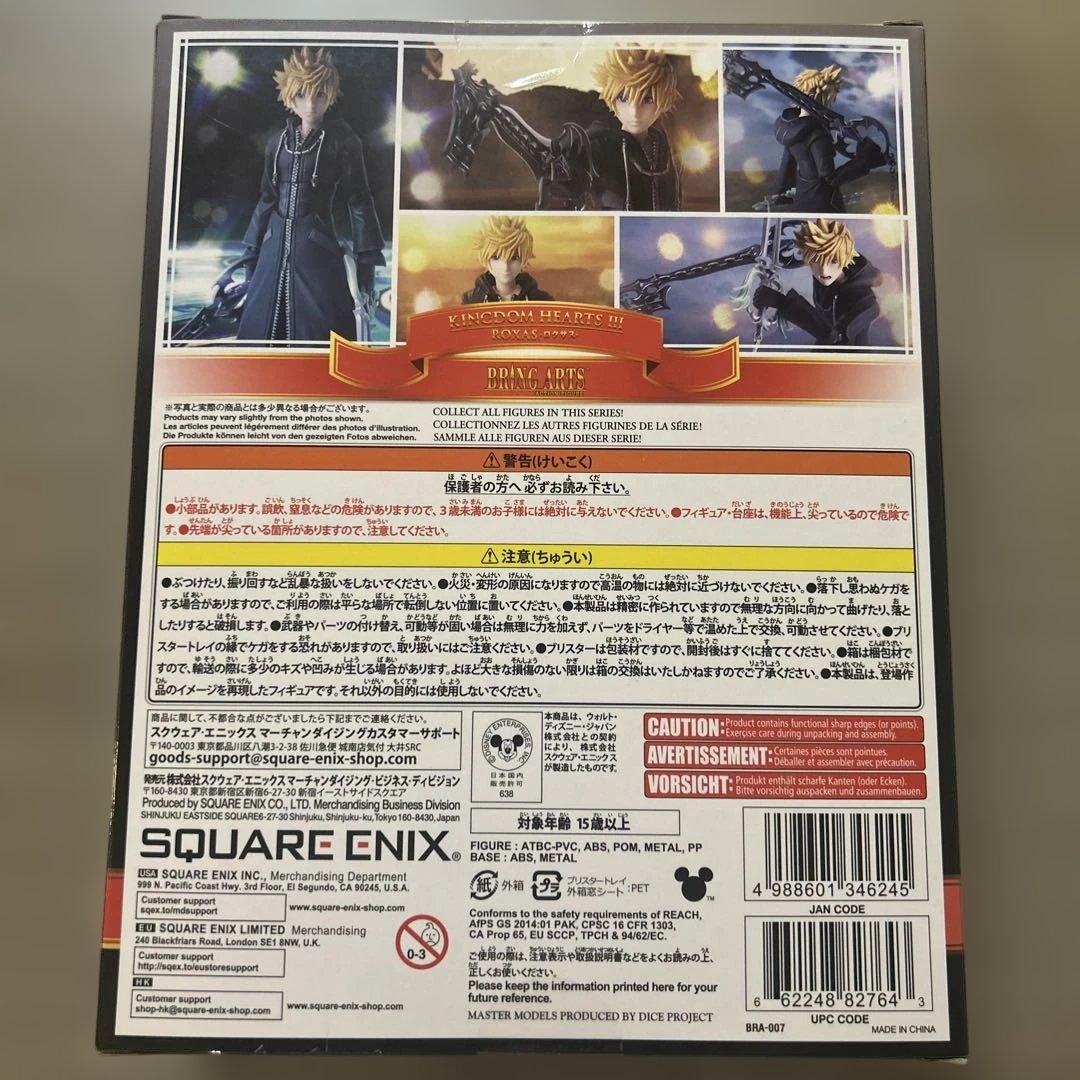 KINGDOM HEARTS III
ROXAS -ロクサス-
BRING ARTS
ACTION FIGURE
※写真と実際の商品とは多少異なる場合がございます。
Products may vary slightly from the photos shown.
Les articles peuvent légèrement différer des photos d'illustration.
Die Produkte können leicht von den gezeigten Fotos abweichen.
COLLECT ALL FIGURES IN THIS SERIES!
COLLECTIONNEZ LES AUTRES FIGURINES DE LA SÉRIE!
SAMMLE ALLE FIGUREN AUS DIESER SERIE!
警告(けいこく)
保護者の方へ 必ずお読み下さい。
●小部品があります。誤飲、窒息などの危険がありますので、3歳未満のお子様には絶対に与えないでください。●フィギュア・台座は、機能上、尖っているので危険で
す。●先端が尖っている箇所がありますので、注意してください。
注意(ちゅうい)
●ぶつけたり、振り回すなど乱暴な扱いをしないでください。●火災・変形の原因になりますので高温の物には絶対に近づけないでください。●落下し思わぬケガを
する場合がありますので、ご利用の際は平らな場所で転倒しない位置に置いてください。●本製品は精密に作られていますので無理な方向に向かって曲げたり、落と
したりすると破損します。●武器やパーツの付け替え、可動等が固い場合は無理に力を加えず、パーツをドライヤー等で温めた上で交換、可動させてください。●ブリ
スタートレイの縁でケガをする恐れがありますので、取り扱いにはご注意ください。●ブリスターは包装材ですので、開封後はすぐに捨ててください。●箱は梱包材で
すので、輸送の際に多少のキズや凹みが生じる場合があります。よほど大きな損傷のない限りは箱の交換はいたしかねますのでご了承ください。●本製品は、登場作
品のイメージを再現したフィギュアです。それ以外の目的には使用しないでください。
商品に関して、不都合な点がございましたら下記までご連絡ください。
スクウェア・エニックス マーチャンダイジングカスタマーサポート
〒140-0003 東京都品川区八潮3-2-38 佐川急便 城南店気付 大井SRC
goods-support@square-enix-shop.com
発売元 株式会社スクウェア・エニックス マーチャンダイジング・ビジネス・ディビジョン
〒160-8430 東京都新宿区新宿6-27-30 新宿イーストサイドスクエア
Produced by SQUARE ENIX CO., LTD. Merchandising Business Division
SHINJUKU EASTSIDE SQUARE6-27-30 Shinjuku, Shinjuku-ku, Tokyo 160-8430, Japan
SQUARE ENIX®
USA SQUARE ENIX INC., Merchandising Department
999 N. Pacific Coast Hwy. 3rd Floor, El Segundo, CA 90245, U.S.A.
Customer support
sqex.to/mdsupport
www.square-enix-shop.com
EU SQUARE ENIX LIMITED Merchandising
240 Blackfriars Road, London SE1 8NW, U.K.
Customer support
http://sqex.to/eustoresupport
HK
Customer support
shop-hk@square-enix-shop.com
www.square-enix-shop.com
0-3
©DISNEY ENTERPRISES, INC.
日本国内
販売許可
638
本商品は、ウォルト・
ディズニー・ジャパン
株式会社との契約
により、株式会社
スクウェア・エニックス
が製造したものです。
対象年齢 15歳以上
FIGURE : ATBC-PVC, ABS, POM, METAL, PP
BASE : ABS, METAL
紙 外箱
プラ
ブリスタートレイ
外箱窓シート :PET
TM
Conforms to the safety requirements of REACH,
AfPS GS 2014:01 PAK, CPSC 16 CFR 1303,
CA Prop 65, EU SCCP, TPCH & 94/62/EC.
ご使用の際は、注意表示や取扱説明書などをよくお読みの上、
正しくお使いください。
Please keep the information printed here for your
future reference.
MASTER MODELS PRODUCED BY DICE PROJECT
CAUTION: Product contains functional sharp edges (or points).
Exercise care during unpacking and assembly.
AVERTISSEMENT: Certaines pièces sont pointues.
Déballer et assembler avec précaution.
VORSICHT: Produkt enthält scharfe Kanten (oder Ecken).
Bitte vorsichtig auspacken und zusammenbauen.
4 988601 346245
JAN CODE
6 62248 82764 3
UPC CODE
BRA-007
MADE IN CHINA